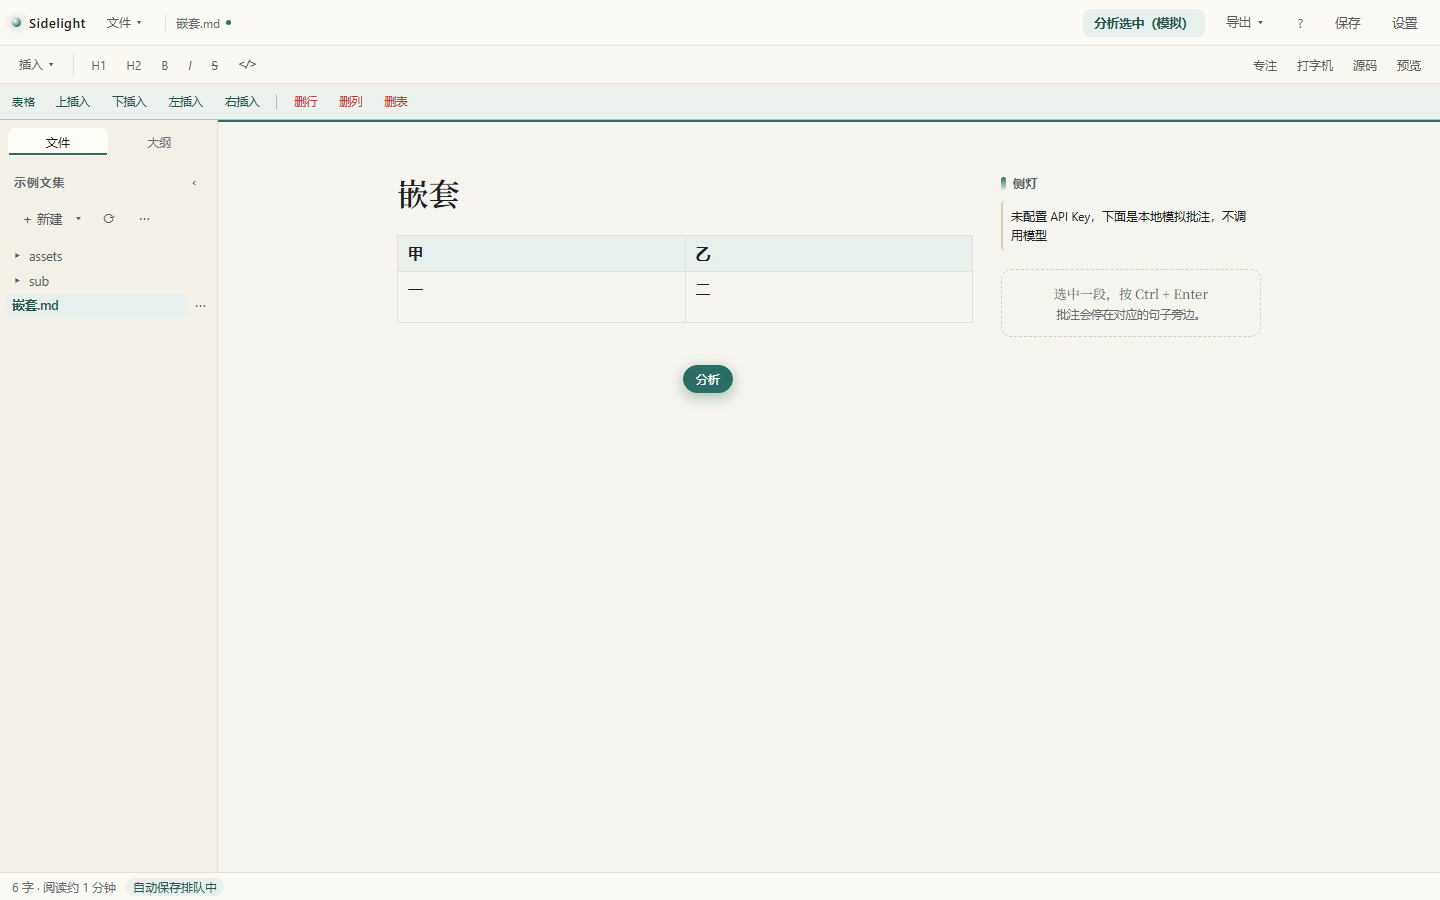 Sidelight 文件 嵌套.md 分析选中（模拟） 导出 ? 保存 设置
插入 H1 H2 B I S </> 专注 打字机 源码 预览
表格 上插入 下插入 左插入 右插入 删行 删列 删表
文件 大纲
示例文集
+ 新建 ...
assets
sub
嵌套.md ...
嵌套
甲 乙
一 二
分析
侧灯
未配置 API Key，下面是本地模拟批注，不调
用模型
选中一段，按 Ctrl + Enter
批注会停在对应的句子旁边。
6 字 · 阅读约 1 分钟 自动保存排队中